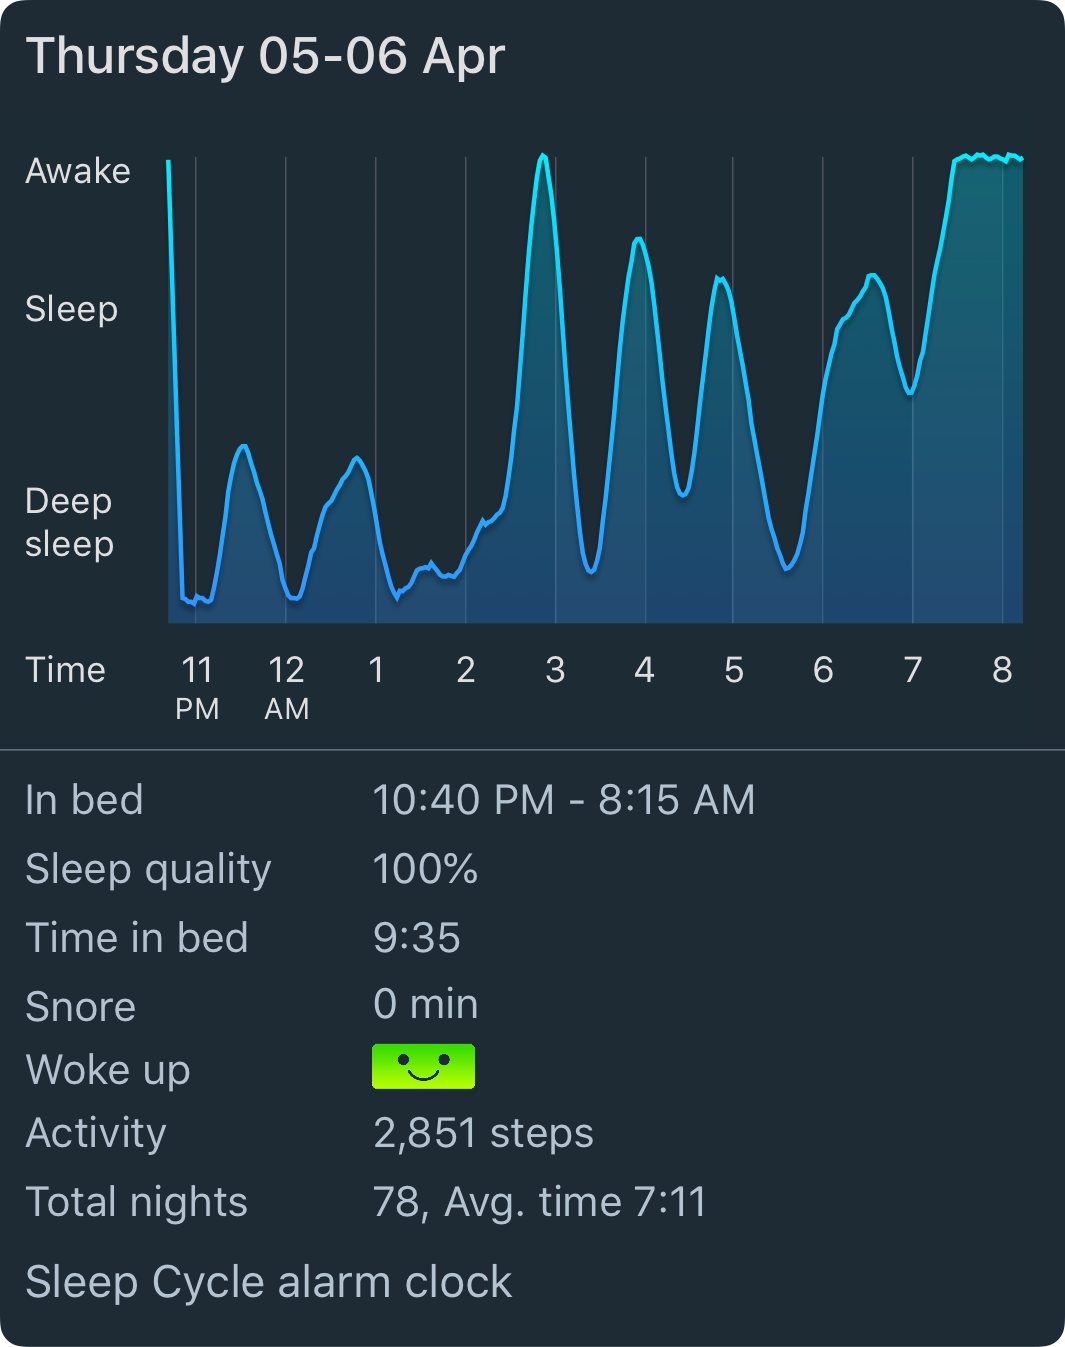 Thursday 05-06 Apr
Awake
Sleep
Deep
sleep
Time 11 12 1 2 3 4 5 6 7 8
PM AM
In bed 10:40 PM - 8:15 AM
Sleep quality 100%
Time in bed 9:35
Snore 0 min
Woke up
Activity 2,851 steps
Total nights 78, Avg. time 7:11
Sleep Cycle alarm clock